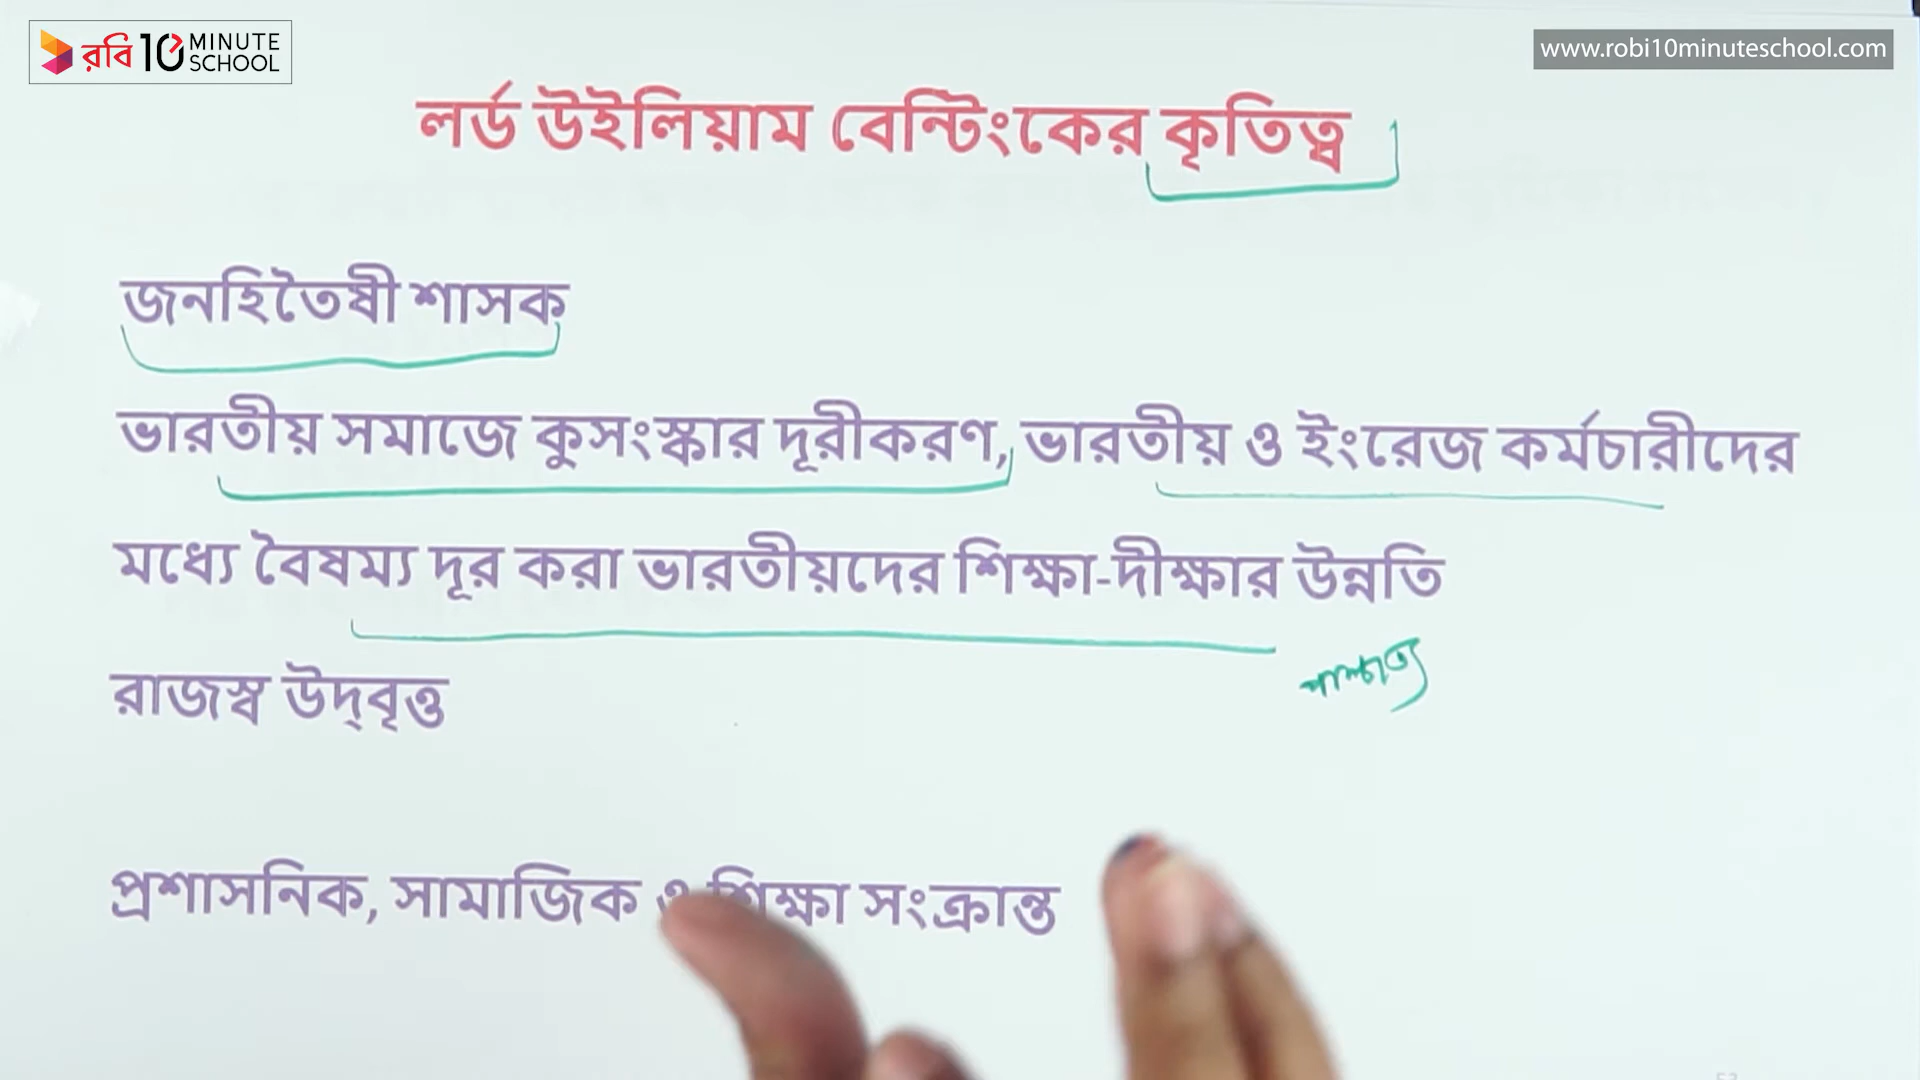 রবি 10 MINUTE SCHOOL
www.robi10minuteschool.com
লর্ড উইলিয়াম বেন্টিংকের কৃতিত্ব
জনহিতৈষী শাসক
ভারতীয় সমাজে কুসংস্কার দূরীকরণ, ভারতীয় ও ইংরেজ কর্মচারীদের
মধ্যে বৈষম্য দূর করা ভারতীয়দের শিক্ষা-দীক্ষার উন্নতি
পাশ্চাত্য
রাজস্ব উদ্‌বৃত্ত
প্রশাসনিক, সামাজিক ও শিক্ষা সংক্রান্ত